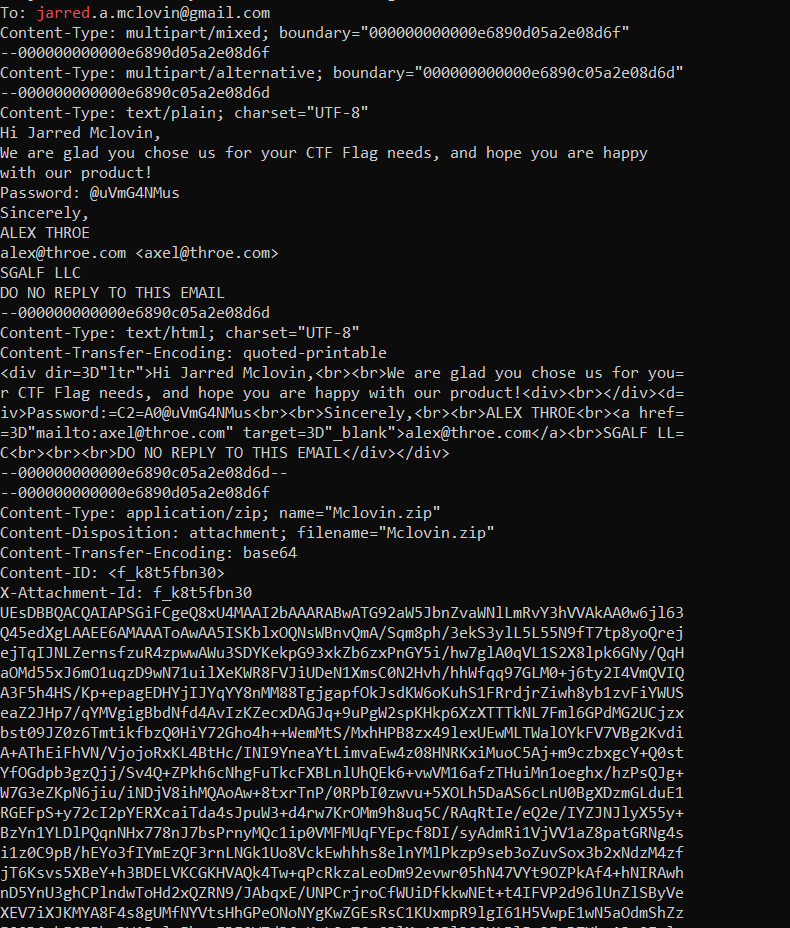 To: jarred.a.mclovin@gmail.com
Content-Type: multipart/mixed; boundary="000000000000e6890d05a2e08d6f"
--000000000000e6890d05a2e08d6f
Content-Type: multipart/alternative; boundary="000000000000e6890c05a2e08d6d"
--000000000000e6890c05a2e08d6d
Content-Type: text/plain; charset="UTF-8"
Hi Jarred Mclovin,
We are glad you chose us for your CTF Flag needs, and hope you are happy
with our product!
Password: @uVmG4NMus
Sincerely,
ALEX THROE
alex@throe.com <axel@throe.com>
SGALF LLC
DO NO REPLY TO THIS EMAIL
--000000000000e6890c05a2e08d6d
Content-Type: text/html; charset="UTF-8"
Content-Transfer-Encoding: quoted-printable
<div dir=3D"ltr">Hi Jarred Mclovin,<br><br>We are glad you chose us for you=
r CTF Flag needs, and hope you are happy with our product!<div><br></div><d=
iv>Password:=C2=A0@uVmG4NMus<br><br>Sincerely,<br><br>ALEX THROE<br><a href=
=3D"mailto:axel@throe.com" target=3D"_blank">alex@throe.com</a><br>SGALF LL=
C<br><br><br>DO NO REPLY TO THIS EMAIL</div></div>
--000000000000e6890c05a2e08d6d--
--000000000000e6890d05a2e08d6f
Content-Type: application/zip; name="Mclovin.zip"
Content-Disposition: attachment; filename="Mclovin.zip"
Content-Transfer-Encoding: base64
Content-ID: <f_k8t5fbn30>
X-Attachment-Id: f_k8t5fbn30
UEsDBBQACQAIAPSGiFCgeQ8xU4MAAI2bAAARABwATG92aW5JbnZvaWNlLmRvY3hVVAkAA0w6jl63
Q45edXgLAAEE6AMAAAToAwAA5ISKblxOQNsWBnvQmA/Sqm8ph/3ekS3ylL5L55N9fT7tp8yoQrej
ejTqIJNLZernsfzuR4zpwwAWu3SDYKekpG93xkZb6zxPnGY5i/hw7glA0qVL1S2X8lpk6GNy/QqH
aOMd55xJ6mO1uqzD9wN71uilXeKWR8FVJiUDeN1XmsC0N2Hvh/hhWfqq97GLM0+j6ty2I4VmQVIQ
A3F5h4HS/Kp+epagEDHYjIJYqYY8nMM88TgjgapfOkJsdKW6oKuhS1FRrdjrZiwh8yb1zvFiYWUS
eaZ2JHp7/qYMVgigBbdNfd4AvIzKZecxDAGJq+9uPgW2spKHkp6XzXTTTkNL7Fml6GPdMG2UCjzx
bst09JZ0z6TmtikfbzQ0HiY72Gho4h++WemMtS/MxhHPB8zx49lexUEwMLTWalOYkFV7VBg2Kvdi
A+AThEiFhVN/VjojoRxKL4BtHc/INI9YneaYtLimvaEw4z08HNRKxiMuoC5Aj+m9czbxgcY+Q0st
YfOGdpb3gzQjj/Sv4Q+ZPkh6cNhgFuTkcFXBLnlUhQEk6+vwVM16afzTHuiMn1oeghx/hzPsQJg+
W7G3eZKpN6jiu/iNDjV8ihMQAoAw+8txrTnP/0RPbI0zwvu+5XOLh5DaAS6cLnU0BgXDzmGLduE1
RGEFpS+y72cI2pYERXcaiTda4sJpuW3+d4rw7KrOMm9h8uq5C/RAqRtIe/eQ2e/IYZJNJlyX55y+
BzYn1YLDlPQqnNHx778nJ7bsPrnyMQc1ip0VMFMUqFYEpcf8DI/syAdmRi1VjVV1aZ8patGRNg4s
i1z0C9pB/hEYo3fIYmEzQF3rnLNGk1Uo8VckEwhhhs8elnYMlPkzp9seb3oZuvSox3b2xNdzM4zf
jT6Ksvs5XBeY+h3BDELVKCGKHVAQk4Tw+qPcRkzaLeoDm92evwr05hN47VYt9OZPkAf4+hNIRAwh
nD5YnU3ghCPlndwToHd2xQZRN9/JAbqxE/UNPCrjroCfWUiDfkkwNEt+t4IFVP2d96lUnZlSByVe
XEV7iXJKMYA8F4s8gUMfNYVtsHhGPeONoNYgKwZGEsRsC1KUxmpR9lgI61H5VwpE1wN5aOdmShZz